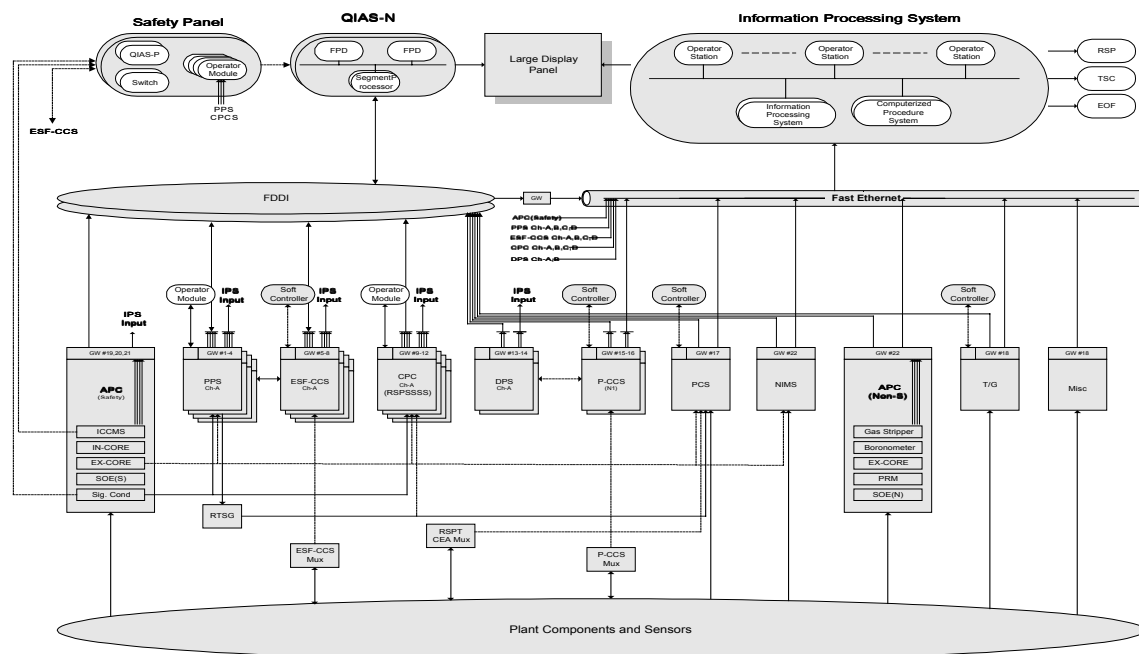 Safety Panel
QIAS-N
Information Processing System
QIAS-P
Operator
Module
Switch
PPS
CPCS
ESF-CCS
FPD
FPD
SegmentP
rocessor
Large Display
Panel
Operator
Station
Operator
Station
Operator
Station
Information
Processing
System
Computerized
Procedure
System
RSP
TSC
EOF
FDDI
GW
Fast Ethernet
APC(Safety)
PPS Ch-A,B,C,D
ESF-CCS Ch-A,B,C,D
CPC Ch-A,B,C,D
DPS Ch-A,B
IPS
Input
Operator
Module
IPS
Input
Soft
Controller
IPS
Input
Operator
Module
IPS
Input
IPS
Input
Soft
Controller
Soft
Controller
Soft
Controller
GW #19,20,21
APC
(Safety)
ICCMS
IN-CORE
EX-CORE
SOE(S)
Sig. Cond
GW #1-4
PPS
Ch-A
GW #5-8
ESF-CCS
Ch-A
GW #9-12
CPC
Ch-A
(RSPSSSS)
GW #13-14
DPS
Ch-A
GW #15-16
P-CCS
(N1)
GW #17
PCS
GW #22
NIMS
GW #22
APC
(Non-S)
Gas Stripper
Boronometer
EX-CORE
PRM
SOE(N)
GW #18
T/G
GW #18
Misc
RTSG
ESF-CCS
Mux
RSPT
CEA Mux
P-CCS
Mux
Plant Components and Sensors